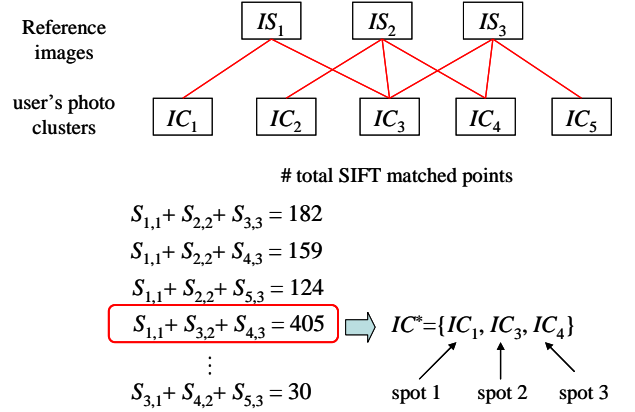 Reference images
IS1 IS2 IS3
user's photo clusters
IC1 IC2 IC3 IC4 IC5
# total SIFT matched points
S1,1+ S2,2+ S3,3 = 182
S1,1+ S2,2+ S4,3 = 159
S1,1+ S2,2+ S5,3 = 124
S1,1+ S3,2+ S4,3 = 405
IC*={IC1, IC3, IC4}
⋮
S3,1+ S4,2+ S5,3 = 30
spot 1 spot 2 spot 3